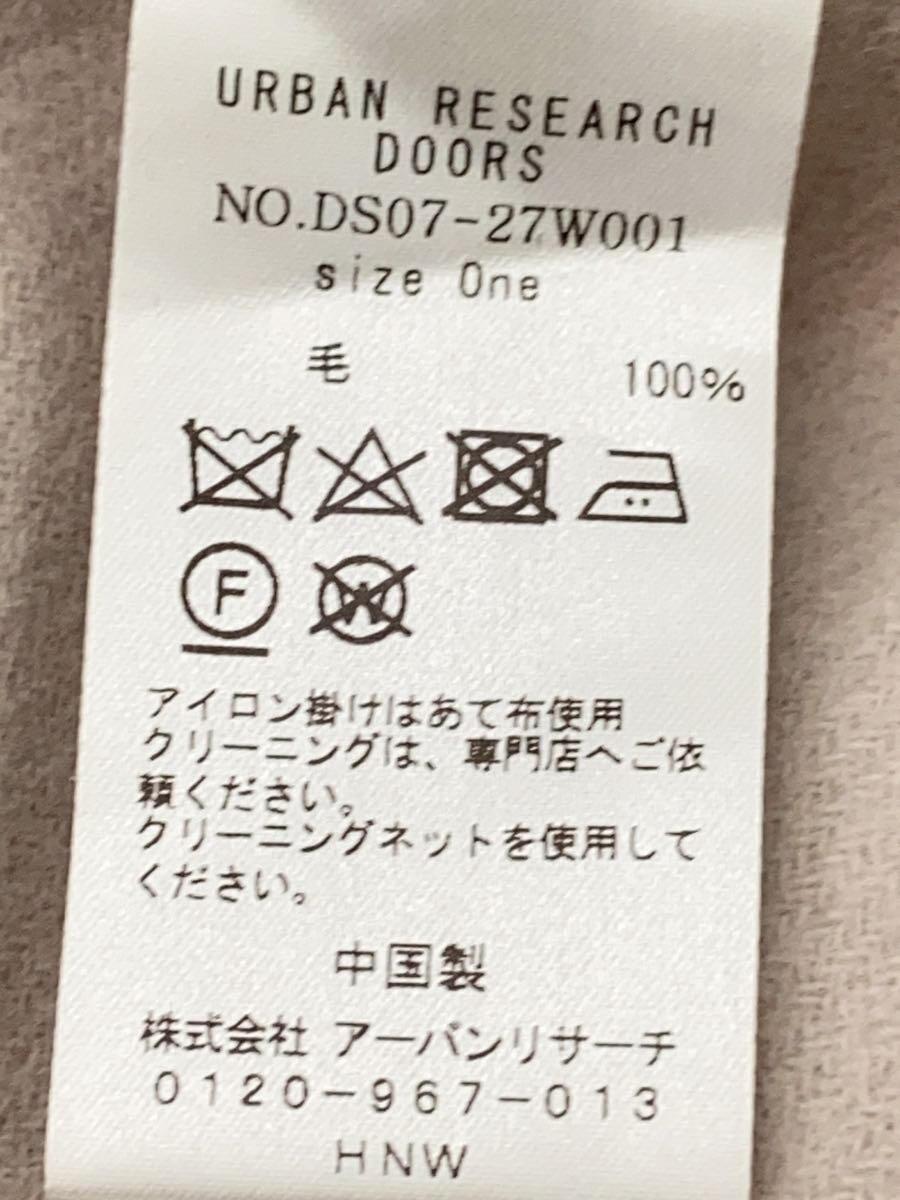 URBAN RESEARCH
DOORS
NO.DS07-27W001
size One
毛 100%
F
W
アイロン掛けはあて布使用
クリーニングは、専門店へご依
頼ください。
クリーニングネットを使用して
ください。
中国製
株式会社 アーバンリサーチ
0120-967-013
HNW